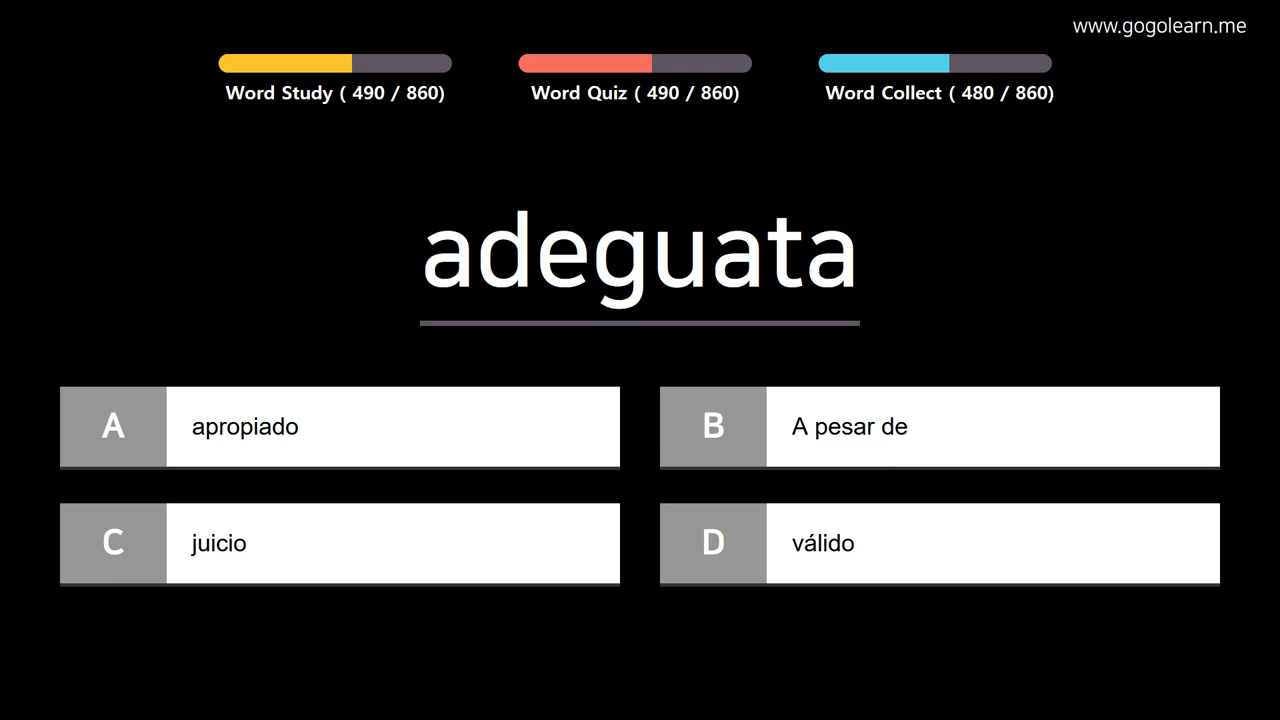 www.gogolearn.me
Word Study ( 490 / 860)
Word Quiz ( 490 / 860)
Word Collect ( 480 / 860)
adeguata
A apropiado
B A pesar de
C juicio
D válido